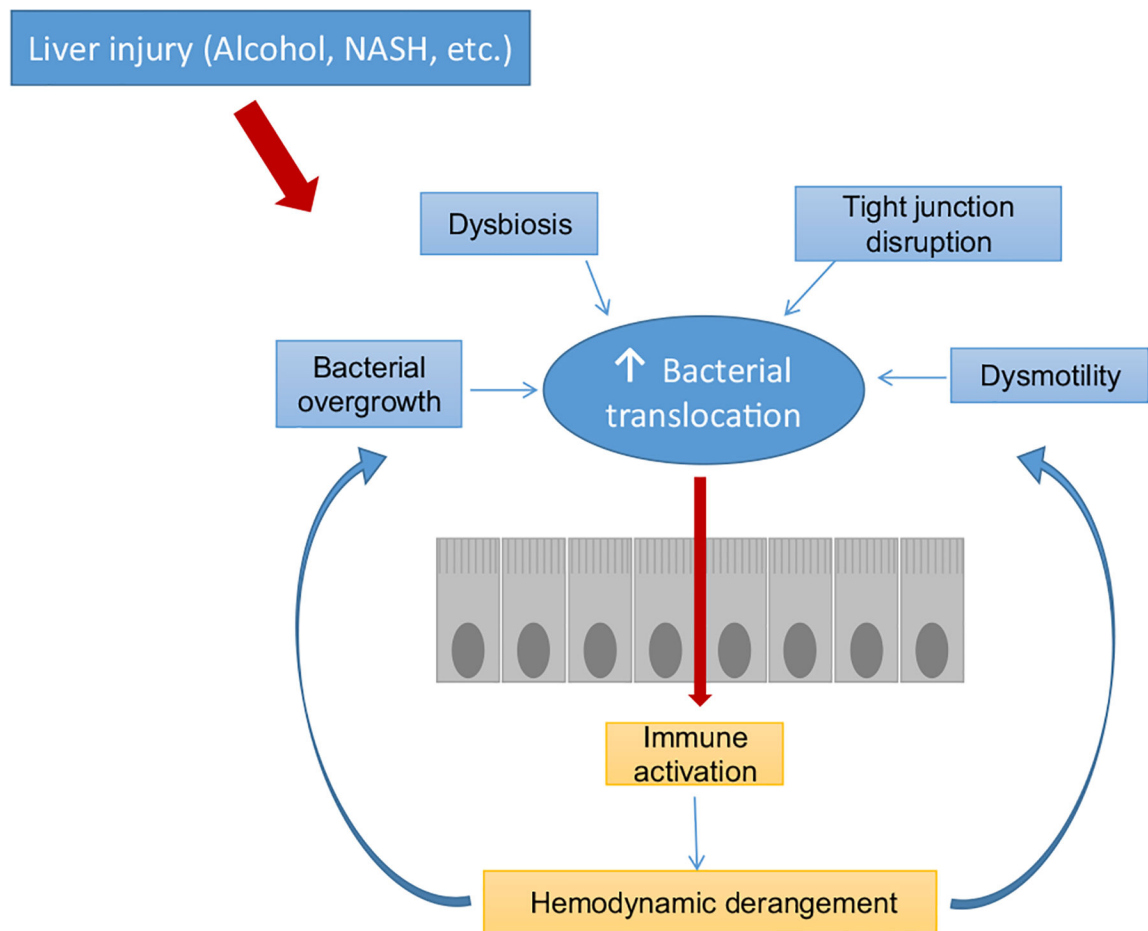 Liver injury (Alcohol, NASH, etc.)
Dysbiosis
Tight junction
disruption
Bacterial
overgrowth
↑ Bacterial
translocation
Dysmotility
Immune
activation
Hemodynamic derangement